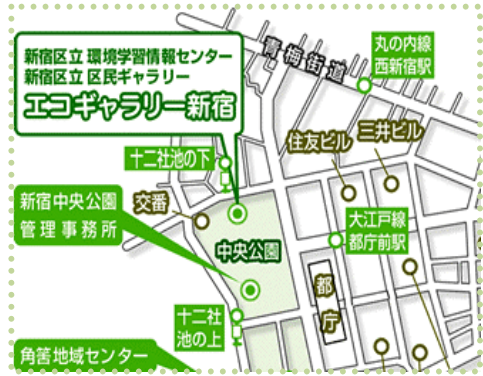 新宿区立 環境学習情報センター
新宿区立 区民ギャラリー
エコギャラリー新宿
青梅街道
丸の内線
西新宿駅
住友ビル
三井ビル
十二社池の下
新宿中央公園
管理事務所
交番
中央公園
大江戸線
都庁前駅
都庁
十二社
池の上
角筈地域センター